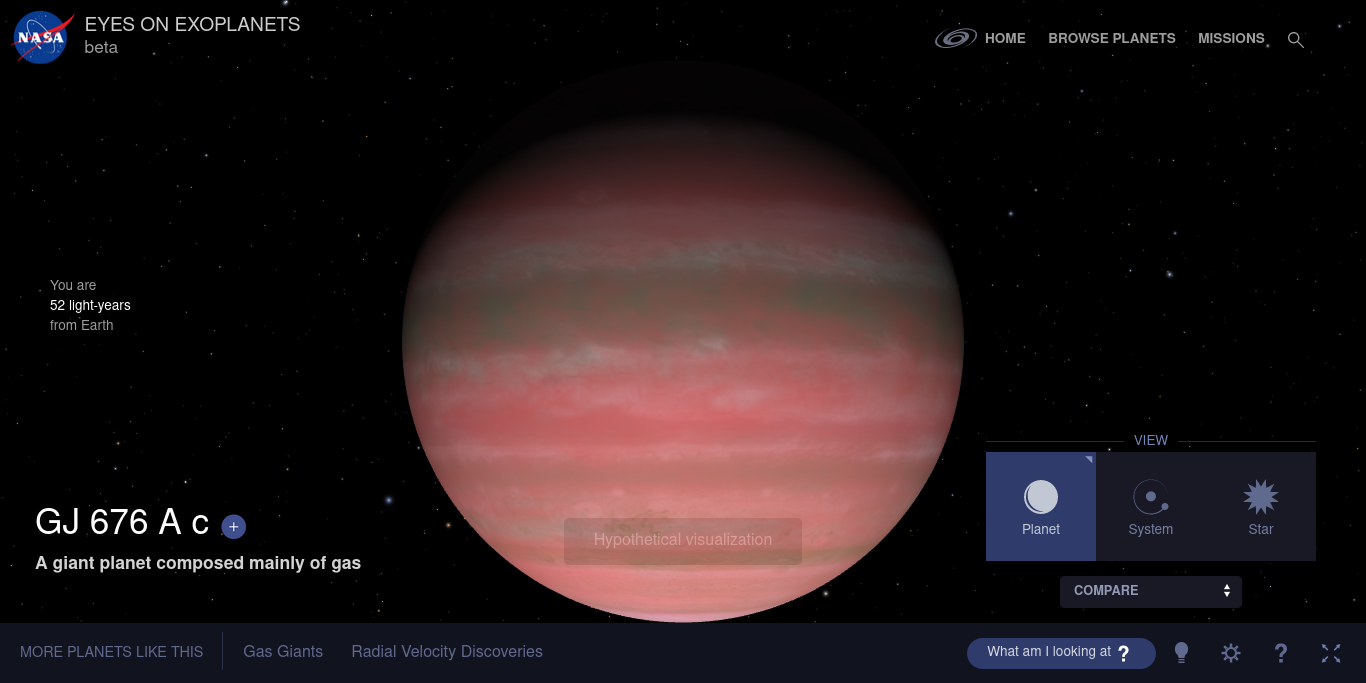 NASA
EYES ON EXOPLANETS
beta
HOME
BROWSE PLANETS
MISSIONS
You are
52 light-years
from Earth
VIEW
Planet
System
Star
GJ 676 A c +
A giant planet composed mainly of gas
Hypothetical visualization
COMPARE
MORE PLANETS LIKE THIS
Gas Giants
Radial Velocity Discoveries
What am I looking at ?
?